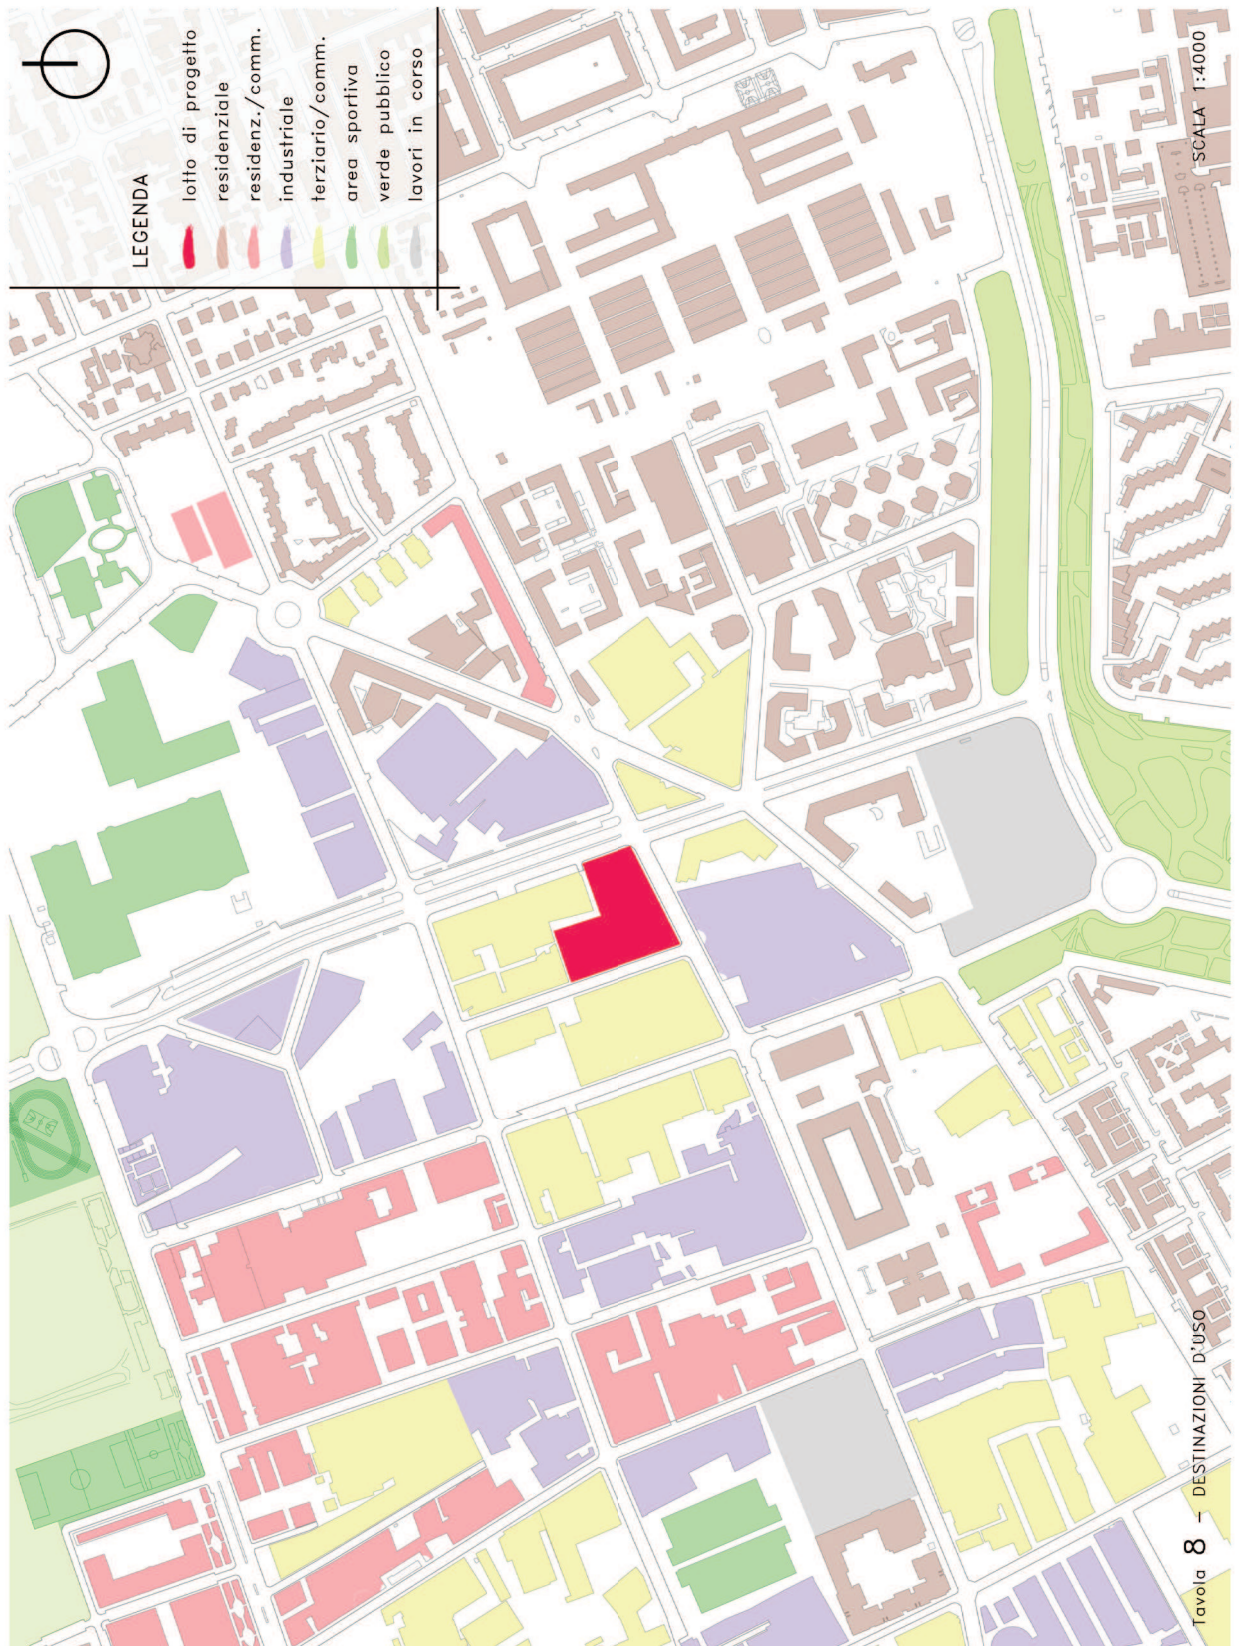 LEGENDA
lotto di progetto
residenziale
residenz./comm.
industriale
terziario/comm.
area sportiva
verde pubblico
lavori in corso
Tavola 8 – DESTINAZIONI D'USO
SCALA 1:4000